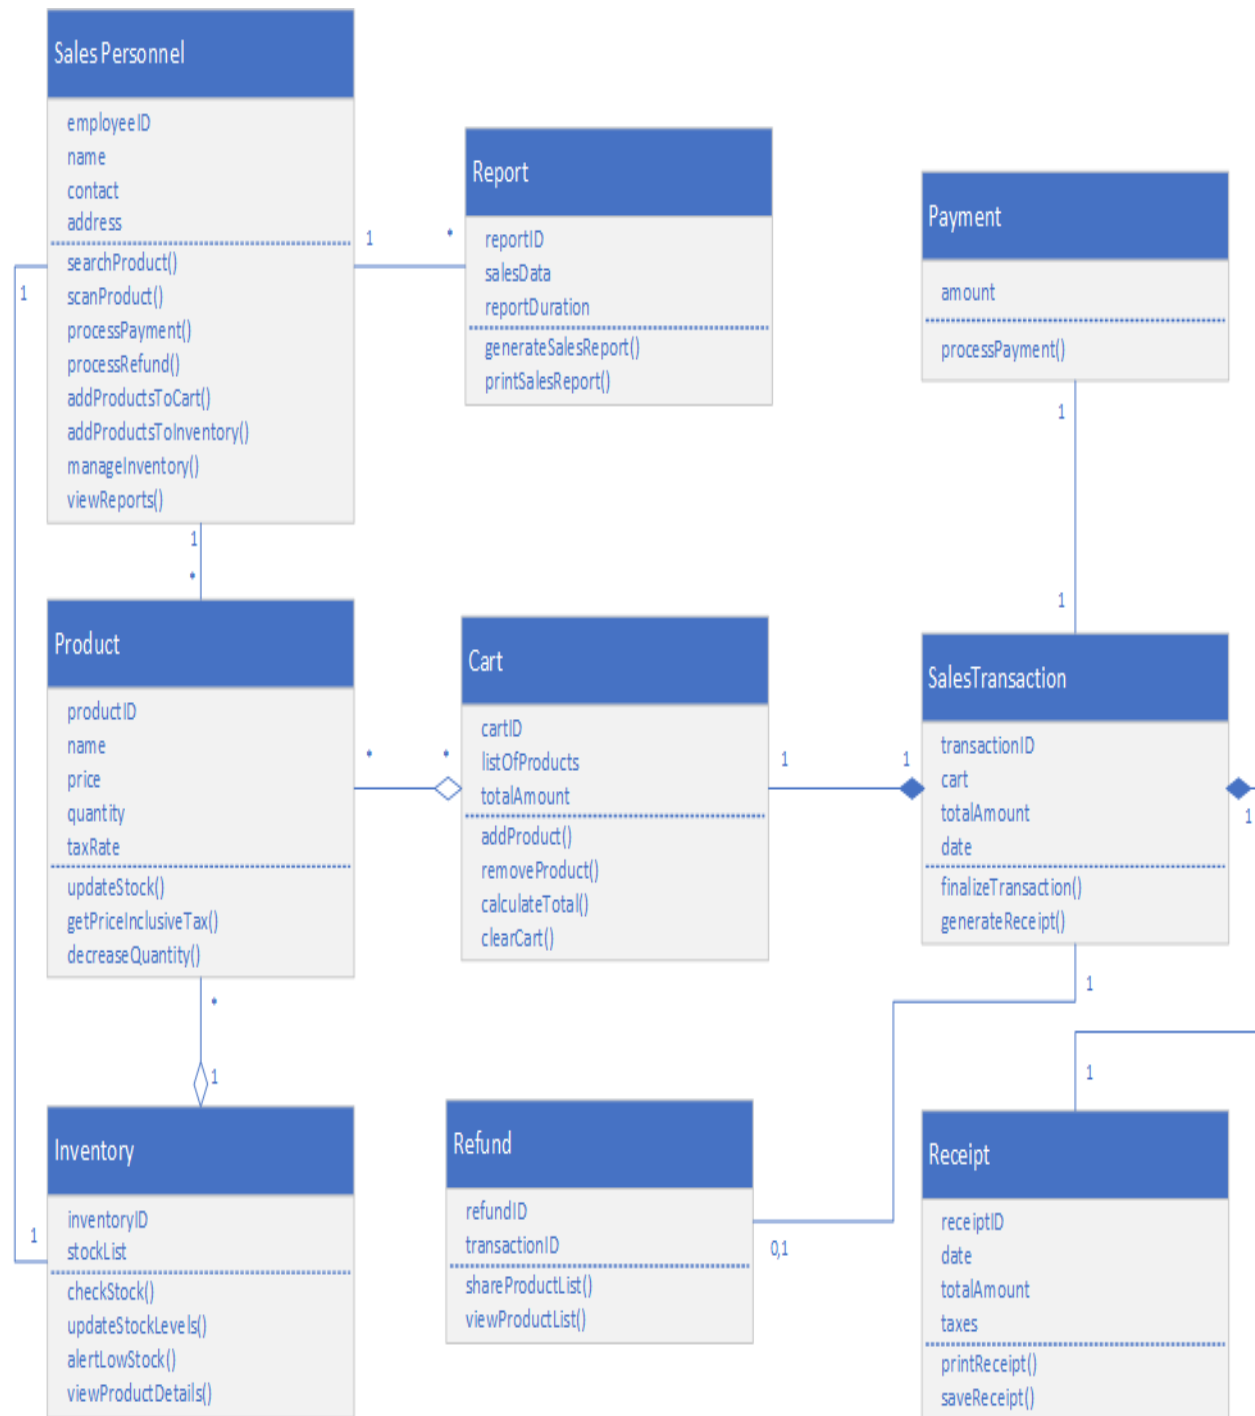 Sales Personnel
employeeID
name
contact
address
searchProduct()
scanProduct()
processPayment()
processRefund()
addProductsToCart()
addProductsToInventory()
manageInventory()
viewReports()
1
*
Report
reportID
salesData
reportDuration
generateSalesReport()
printSalesReport()
Payment
amount
processPayment()
1
1
1
1
*
Product
productID
name
price
quantity
taxRate
updateStock()
getPriceInclusiveTax()
decreaseQuantity()
*
*
Cart
cartID
listOfProducts
totalAmount
addProduct()
removeProduct()
calculateTotal()
clearCart()
1
1
SalesTransaction
transactionID
cart
totalAmount
date
finalizeTransaction()
generateReceipt()
1
*
1
1
1
Inventory
inventoryID
stockList
checkStock()
updateStockLevels()
alertLowStock()
viewProductDetails()
1
Refund
refundID
transactionID
shareProductList()
viewProductList()
0,1
Receipt
receiptID
date
totalAmount
taxes
printReceipt()
saveReceipt()